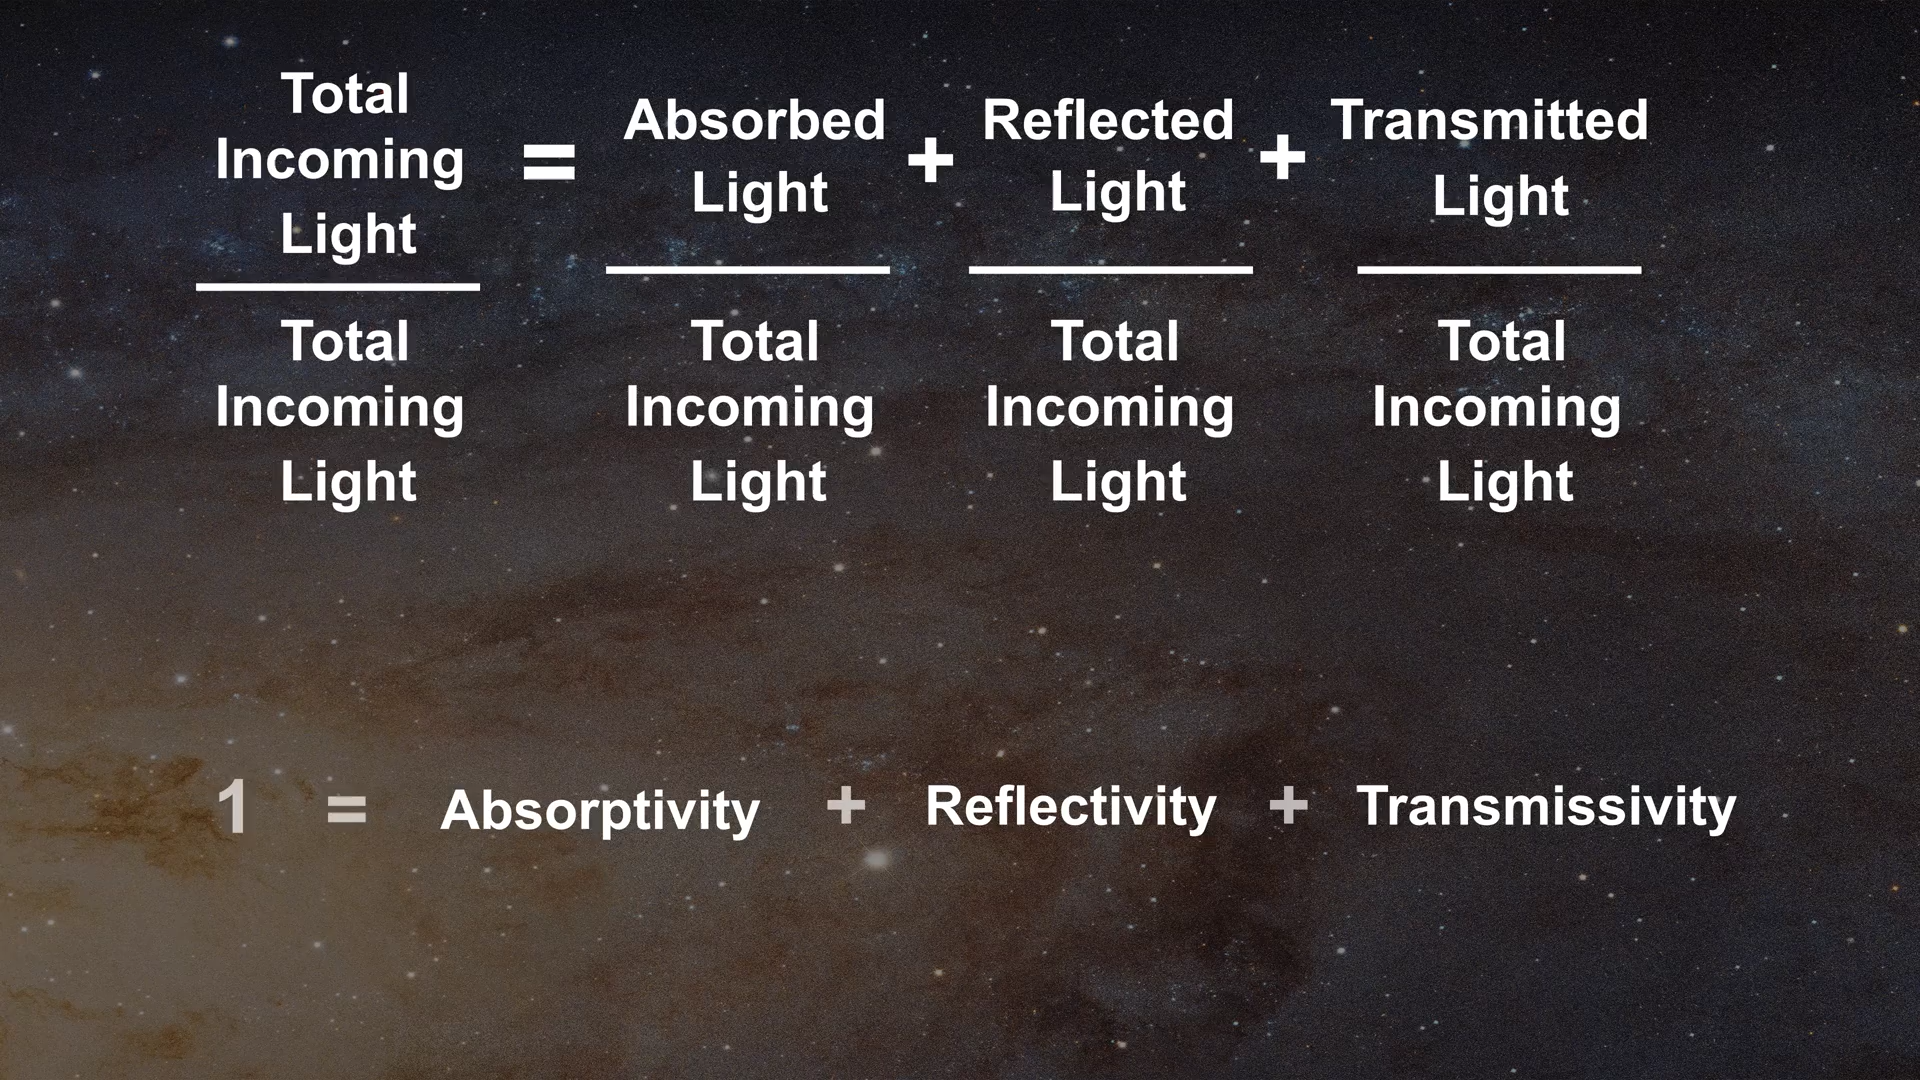 Total
Incoming
Light
=
Absorbed
Light
+
Reflected
Light
+
Transmitted
Light
Total
Incoming
Light
Total
Incoming
Light
Total
Incoming
Light
Total
Incoming
Light
1 = Absorptivity + Reflectivity + Transmissivity